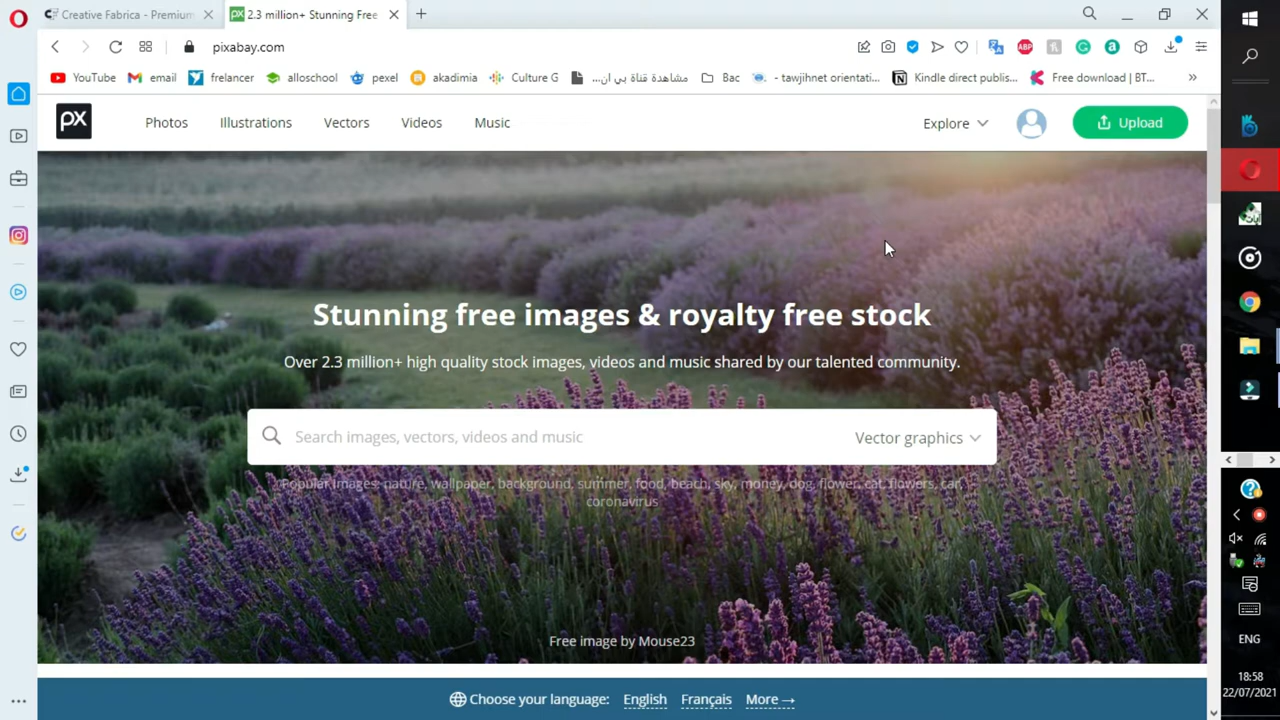 Creative Fabrica - Premium
2.3 million+ Stunning Free
pixabay.com
YouTube
email
frelancer
alloschool
pexel
akadimia
Culture G
مشاهدة قناة بي ان...
Bac
- tawjihnet orientati...
Kindle direct publis...
Free download | BT...
px
Photos
Illustrations
Vectors
Videos
Music
Explore
Upload
Stunning free images & royalty free stock
Over 2.3 million+ high quality stock images, videos and music shared by our talented community.
Search images, vectors, videos and music
Vector graphics
Popular images: nature, wallpaper, background, summer, food, beach, sky, money, dog, flower, cat, flowers, car,
coronavirus
Free image by Mouse23
Choose your language: English Français More →
ABP
ENG
18:58
22/07/2021